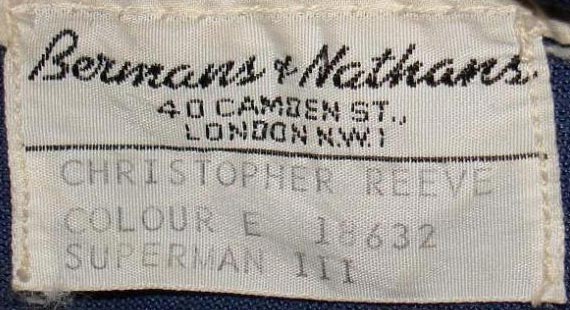 Bermans & Nathans
40 CAMDEN ST.,
LONDON N.W.1
CHRISTOPHER REEVE
COLOUR E 18632
SUPERMAN III